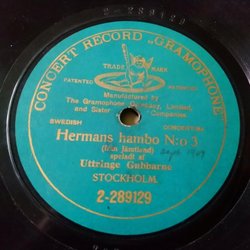 2-289129
CONCERT RECORD "GRAMOPHONE"
TRADE MARK
PATENTED
Manufactured by
The Gramophone Company, Limited,
and Sister Companies.
SWEDISH CONCERTINA
Hermans hambo N:o 3
(från Jämtland)
speladt af
Uttringe Gubbarne
STOCKHOLM
2-289129